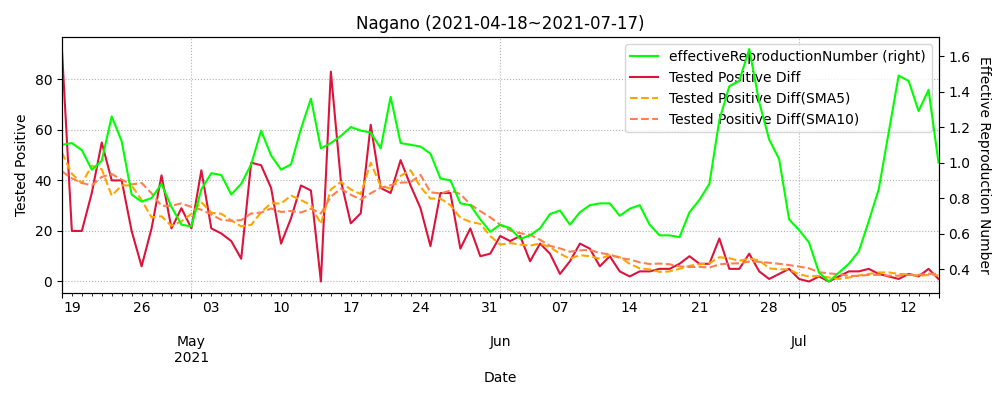 Nagano (2021-04-18~2021-07-17)
effectiveReproductionNumber (right)
Tested Positive Diff
Tested Positive Diff(SMA5)
Tested Positive Diff(SMA10)
Tested Positive
80
60
40
20
0
1.6
1.4
1.2
1.0
0.8
0.6
0.4
Effective Reproduction Number
19 26 03 10 17 24 31 07 14 21 28 05 12
May Jun Jul
2021
Date